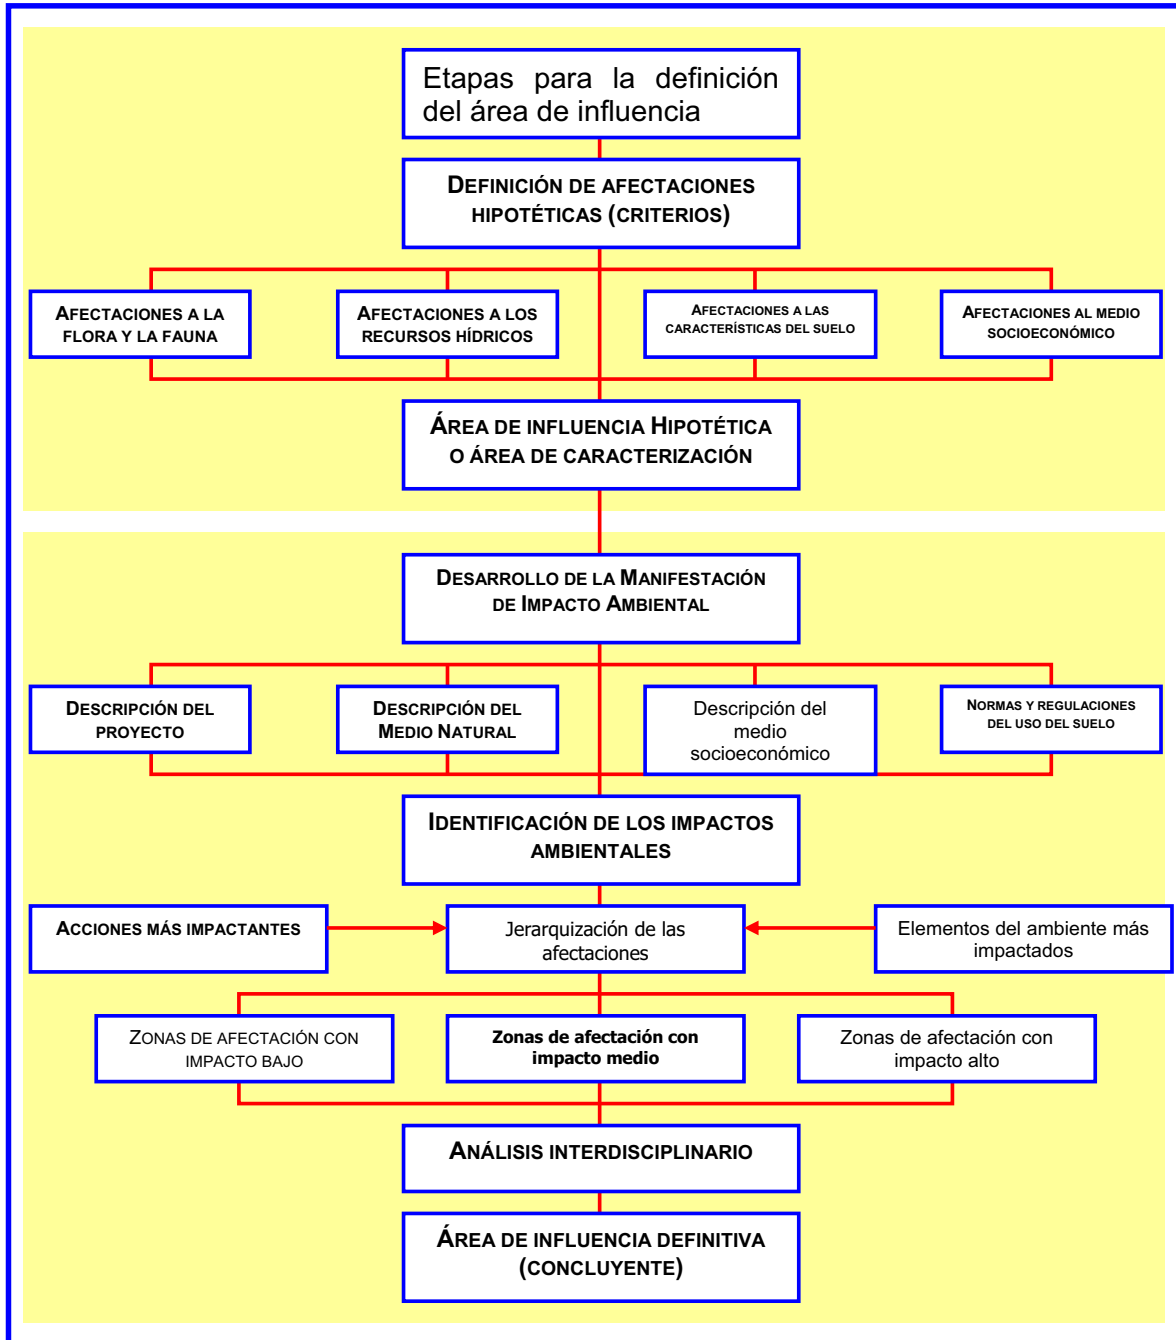 Etapas para la definición
del área de influencia
DEFINICIÓN DE AFECTACIONES
HIPOTÉTICAS (CRITERIOS)
AFECTACIONES A LA
FLORA Y LA FAUNA
AFECTACIONES A LOS
RECURSOS HÍDRICOS
AFECTACIONES A LAS
CARACTERÍSTICAS DEL SUELO
AFECTACIONES AL MEDIO
SOCIOECONÓMICO
ÁREA DE INFLUENCIA HIPOTÉTICA
O ÁREA DE CARACTERIZACIÓN
DESARROLLO DE LA MANIFESTACIÓN
DE IMPACTO AMBIENTAL
DESCRIPCIÓN DEL
PROYECTO
DESCRIPCIÓN DEL
MEDIO NATURAL
Descripción del
medio
socioeconómico
NORMAS Y REGULACIONES
DEL USO DEL SUELO
IDENTIFICACIÓN DE LOS IMPACTOS
AMBIENTALES
ACCIONES MÁS IMPACTANTES
Jerarquización de las
afectaciones
Elementos del ambiente más
impactados
ZONAS DE AFECTACIÓN CON
IMPACTO BAJO
Zonas de afectación con
impacto medio
Zonas de afectación con
impacto alto
ANÁLISIS INTERDISCIPLINARIO
ÁREA DE INFLUENCIA DEFINITIVA
(CONCLUYENTE)